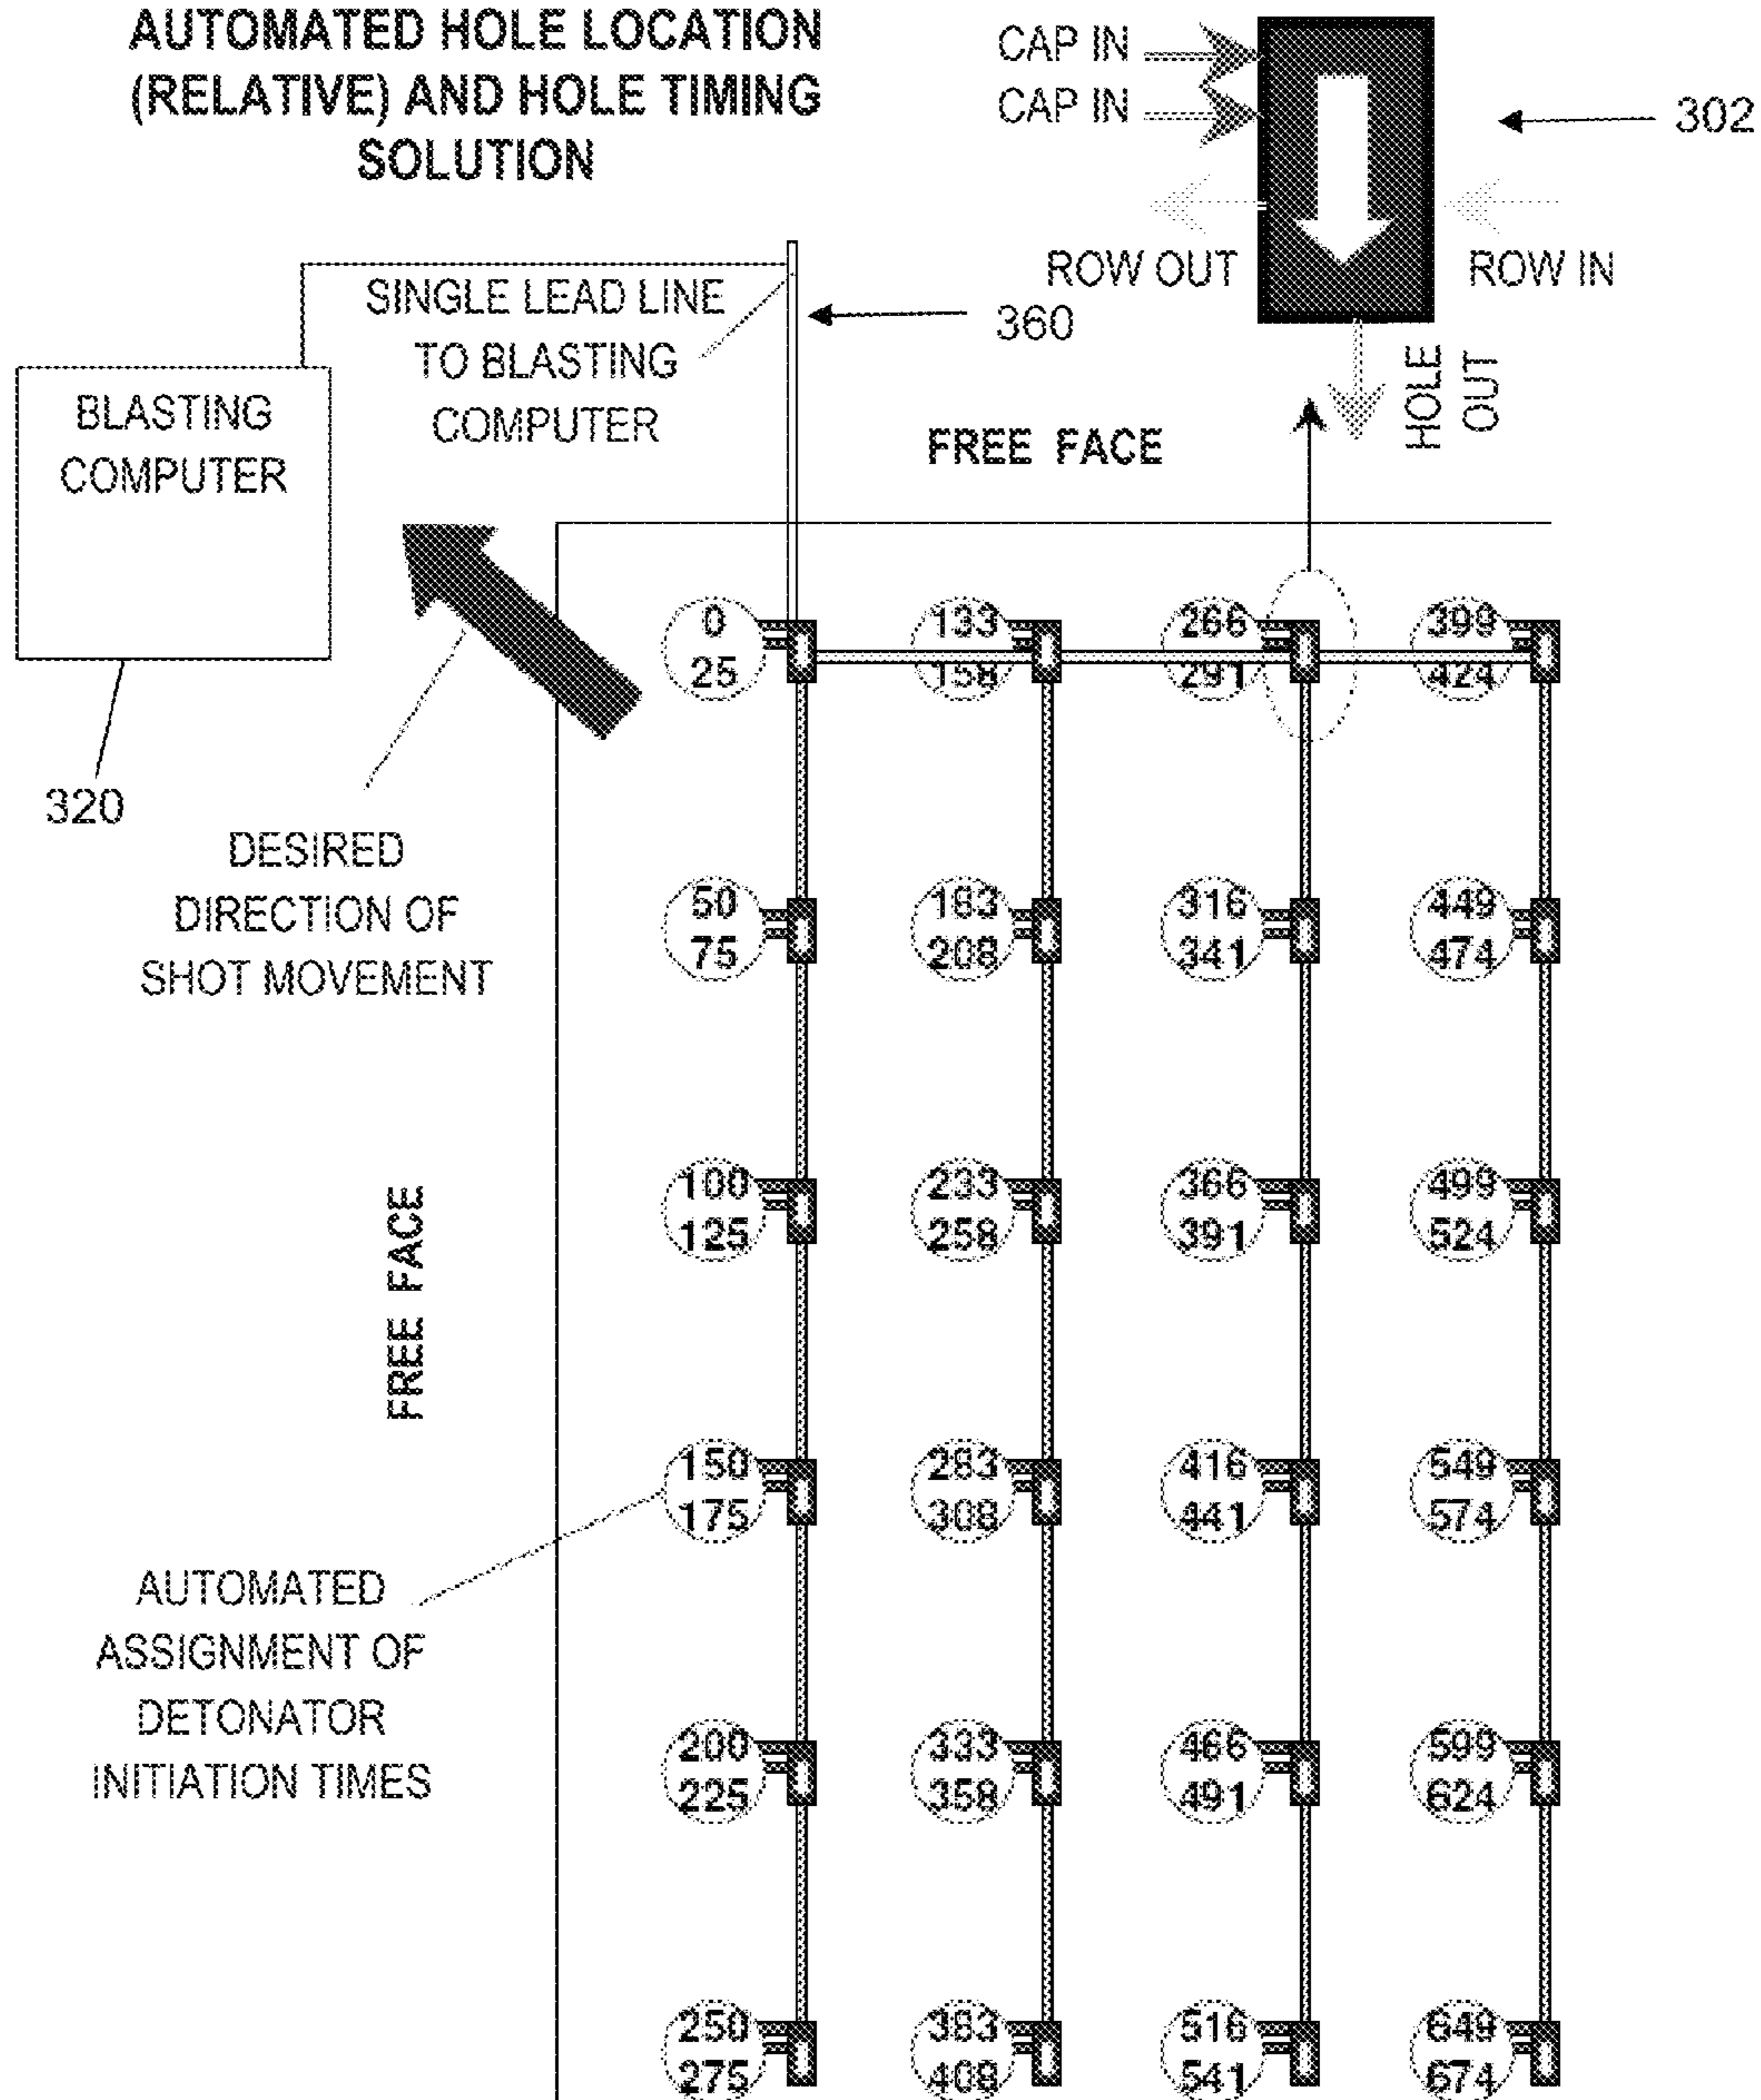 AUTOMATED HOLE LOCATION
(RELATIVE) AND HOLE TIMING
SOLUTION
CAP IN
CAP IN
302
ROW OUT
ROW IN
HOLE
OUT
SINGLE LEAD LINE
TO BLASTING
COMPUTER
360
BLASTING
COMPUTER
FREE FACE
320
DESIRED
DIRECTION OF
SHOT MOVEMENT
FREE FACE
AUTOMATED
ASSIGNMENT OF
DETONATOR
INITIATION TIMES
0 133 266 399
25 158 291 424
50 183 316 449
75 208 341 474
100 233 366 499
125 258 391 524
150 283 416 549
175 308 441 574
200 333 466 599
225 358 491 624
250 383 516 649
275 408 541 674